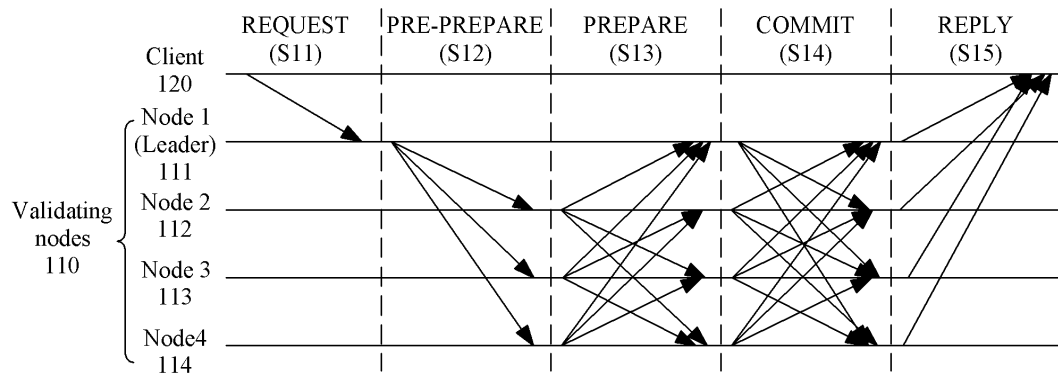 REQUEST
(S11)
PRE-PREPARE
(S12)
PREPARE
(S13)
COMMIT
(S14)
REPLY
(S15)
Client
120
Node 1
(Leader)
111
Node 2
112
Node 3
113
Node4
114
Validating
nodes
110